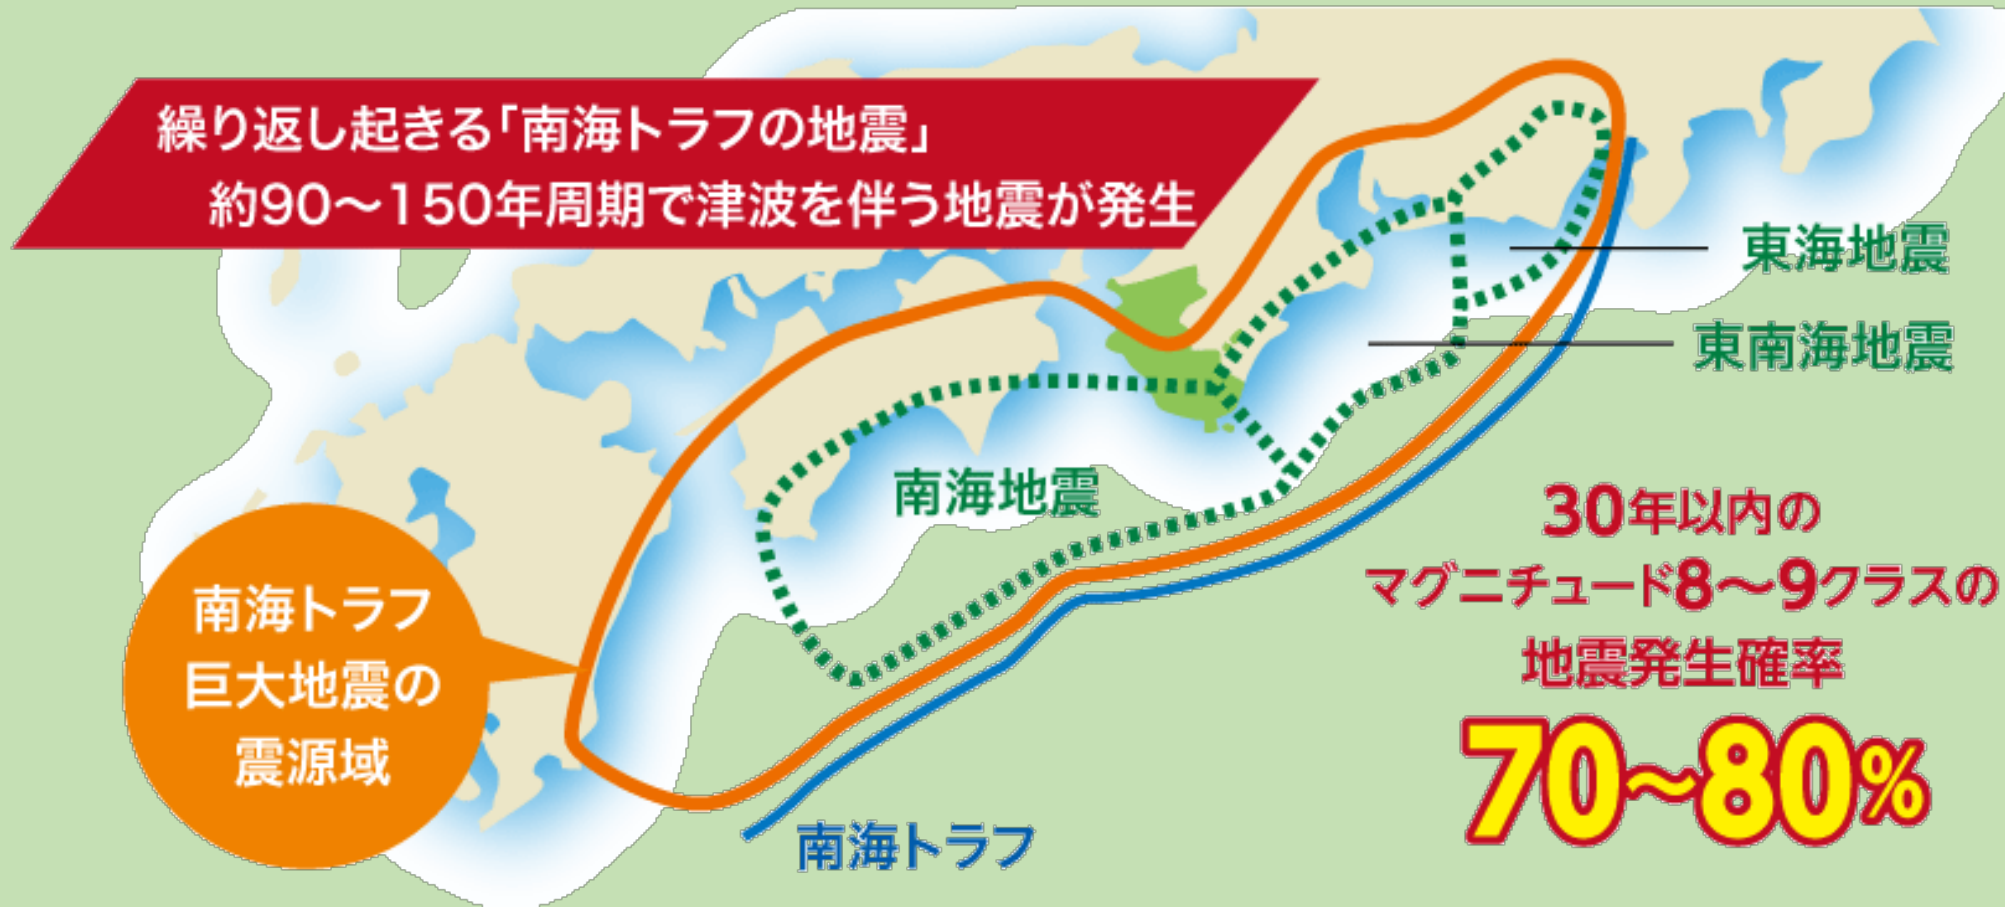 繰り返し起きる「南海トラフの地震」
約90～150年周期で津波を伴う地震が発生
東海地震
東南海地震
南海地震
30年以内の
マグニチュード8～9クラスの
地震発生確率
70～80%
南海トラフ
巨大地震の
震源域
南海トラフ